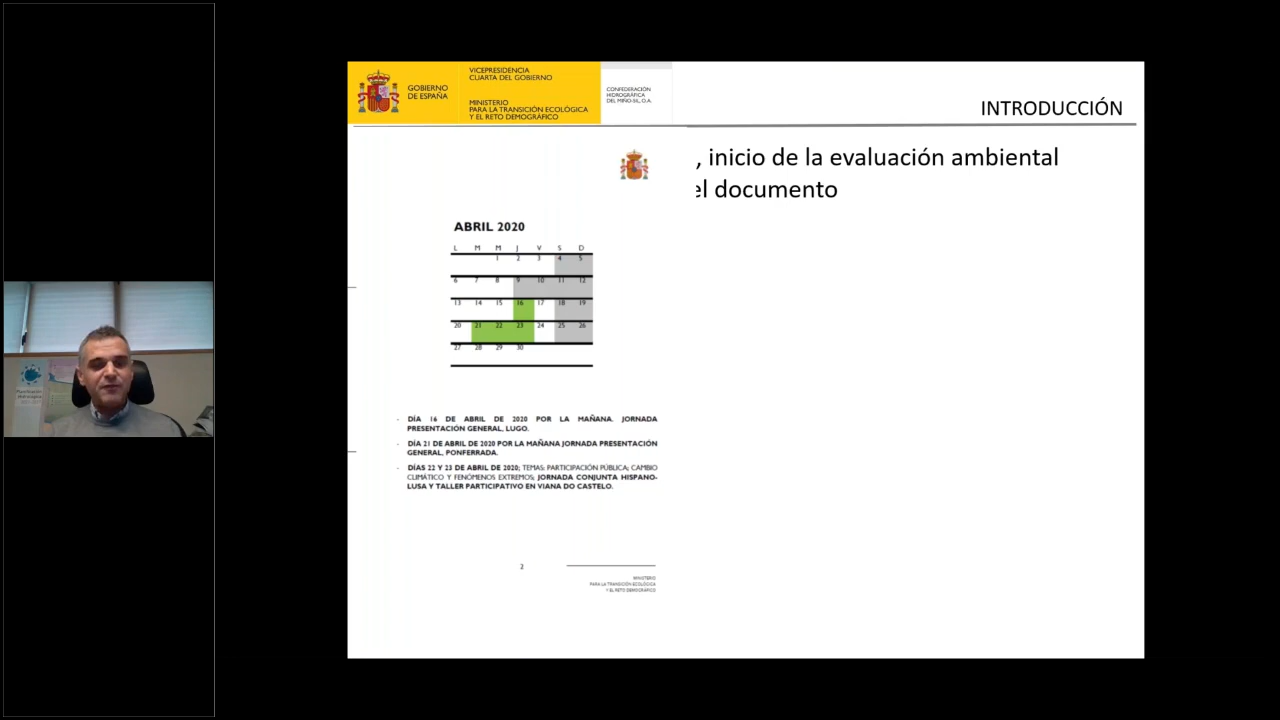 GOBIERNO
DE ESPAÑA
VICEPRESIDENCIA
CUARTA DEL GOBIERNO
MINISTERIO
PARA LA TRANSICIÓN ECOLÓGICA
Y EL RETO DEMOGRÁFICO
CONFEDERACIÓN
HIDROGRÁFICA
DEL MIÑO-SIL, O.A.
INTRODUCCIÓN
, inicio de la evaluación ambiental
el documento
ABRIL 2020
L M M J V S D
1 2 3 4 5
6 7 8 9 10 11 12
13 14 15 16 17 18 19
20 21 22 23 24 25 26
27 28 29 30
- DÍA 16 DE ABRIL DE 2020 POR LA MAÑANA. JORNADA
PRESENTACIÓN GENERAL, LUGO.
- DÍA 21 DE ABRIL DE 2020 POR LA MAÑANA JORNADA PRESENTACIÓN
GENERAL, PONFERRADA.
- DÍAS 22 Y 23 DE ABRIL DE 2020; TEMAS: PARTICIPACIÓN PÚBLICA; CAMBIO
CLIMÁTICO Y FENÓMENOS EXTREMOS; JORNADA CONJUNTA HISPANO-
LUSA Y TALLER PARTICIPATIVO EN VIANA DO CASTELO.
2
MINISTERIO
PARA LA TRANSICIÓN ECOLÓGICA
Y EL RETO DEMOGRÁFICO
Planificación
Hidrológica